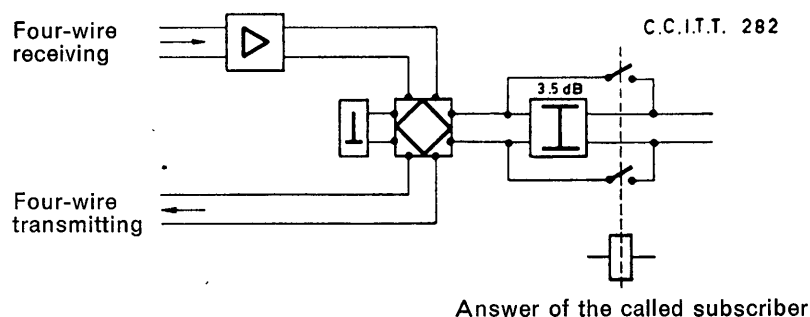 Four-wire
receiving
C.C.I.T.T. 282
3.5 dB
Four-wire
transmitting
Answer of the called subscriber